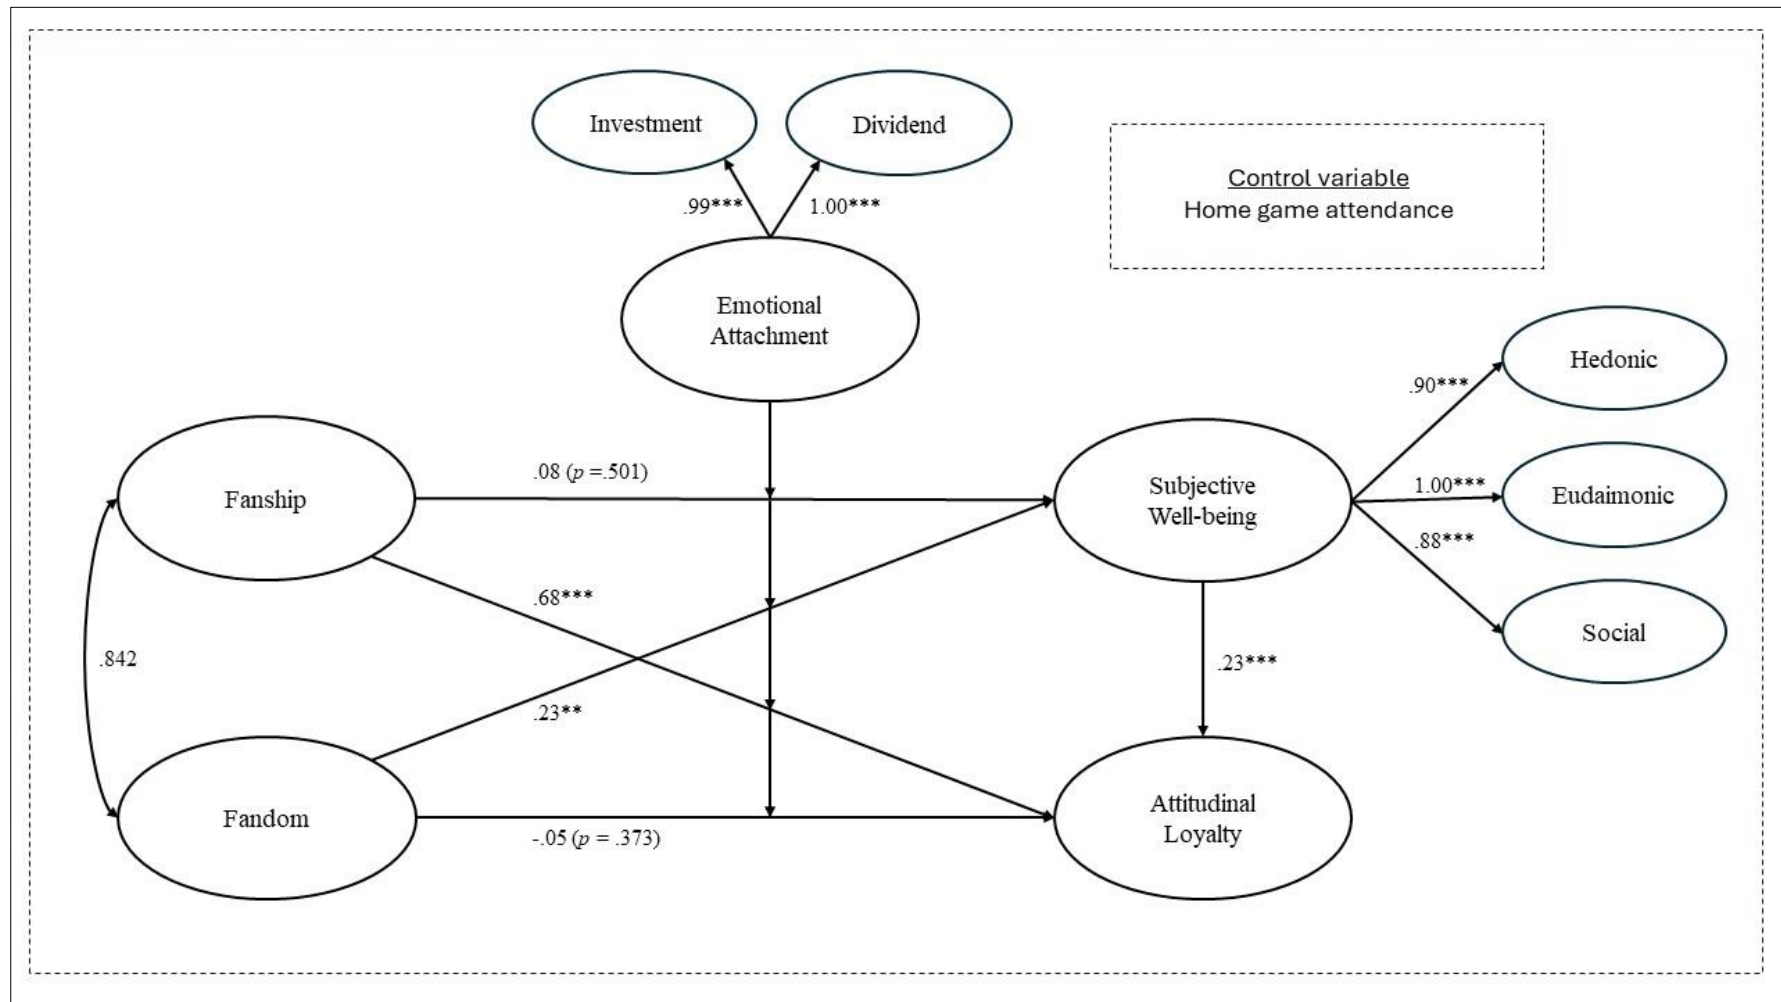 Investment
Dividend
.99***
1.00***
Control variable
Home game attendance
Emotional
Attachment
Hedonic
.90***
Fanship
.08 (p =.501)
Subjective
Well-being
1.00***
Eudaimonic
.88***
.68***
Social
.842
.23***
.23**
Fandom
-.05 (p = .373)
Attitudinal
Loyalty